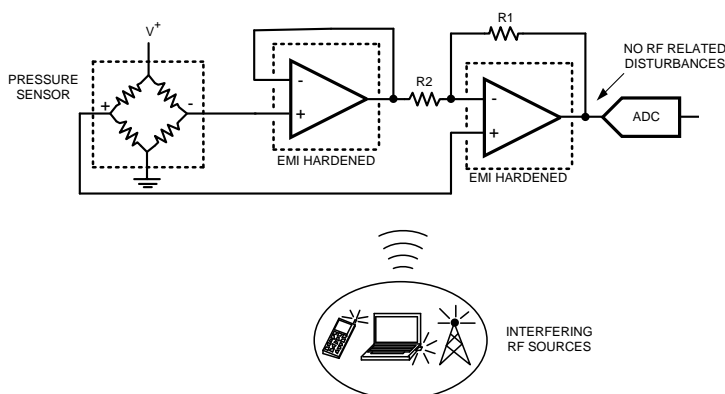 V+
PRESSURE
SENSOR
+
-
-
+
EMI HARDENED
R2
R1
-
+
EMI HARDENED
NO RF RELATED
DISTURBANCES
ADC
INTERFERING
RF SOURCES